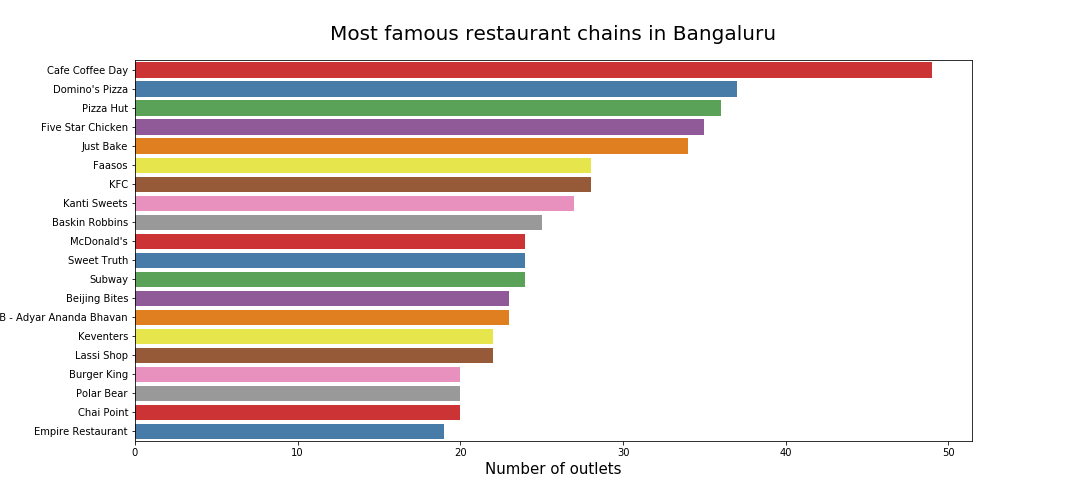 Most famous restaurant chains in Bangaluru
Cafe Coffee Day
Domino's Pizza
Pizza Hut
Five Star Chicken
Just Bake
Faasos
KFC
Kanti Sweets
Baskin Robbins
McDonald's
Sweet Truth
Subway
Beijing Bites
B - Adyar Ananda Bhavan
Keventers
Lassi Shop
Burger King
Polar Bear
Chai Point
Empire Restaurant
0 10 20 30 40 50
Number of outlets